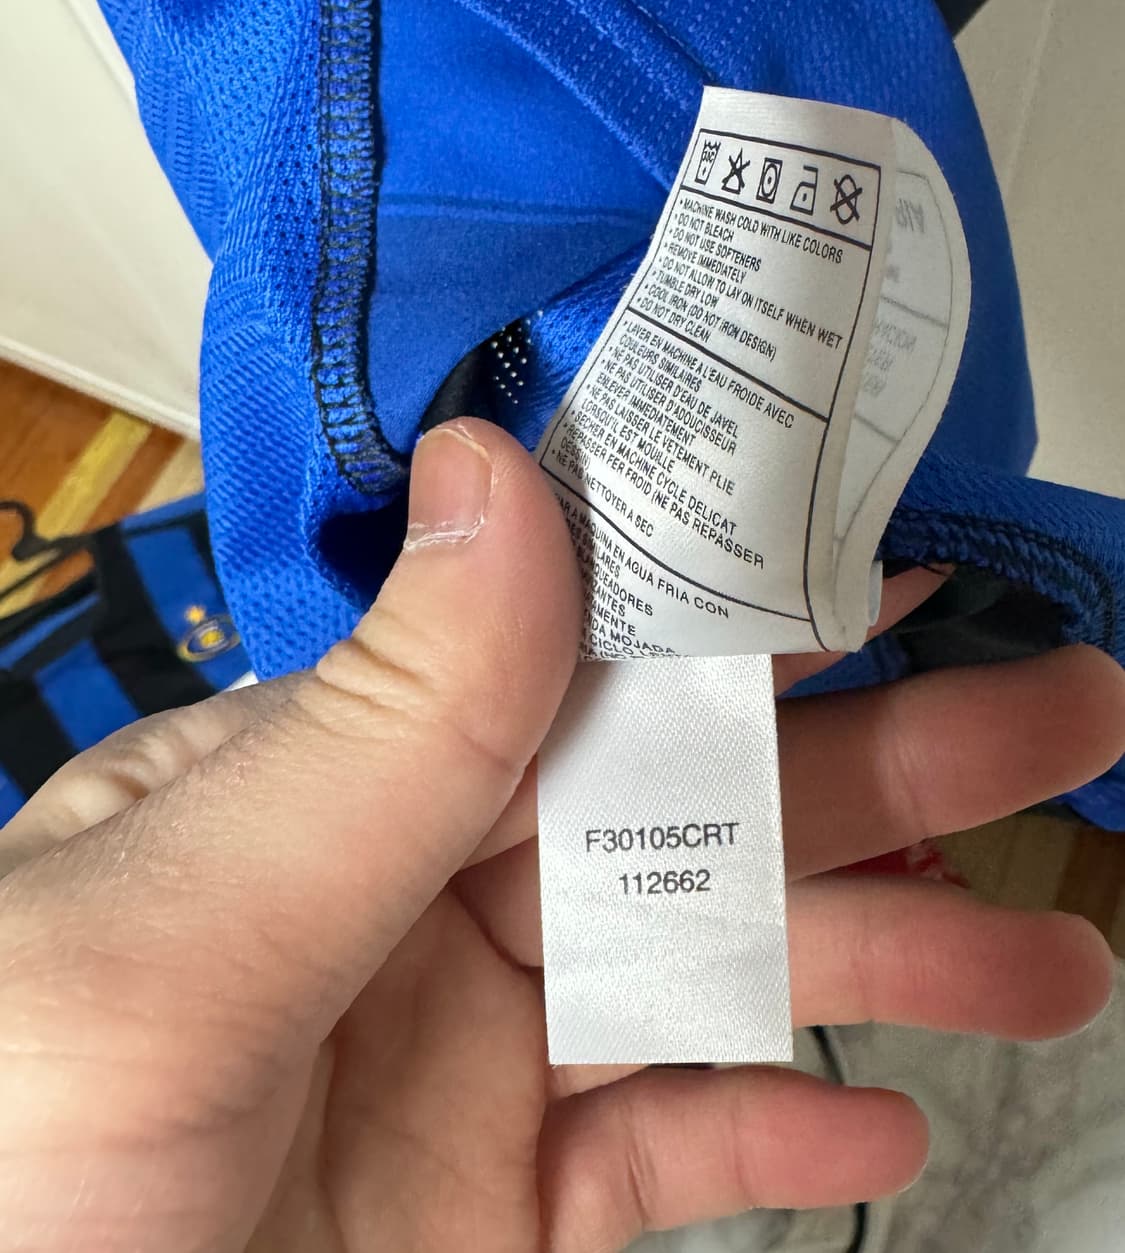 • MACHINE WASH COLD WITH LIKE COLORS
• DO NOT BLEACH
• DO NOT USE SOFTENERS
• REMOVE IMMEDIATELY
• DO NOT ALLOW TO LAY ON ITSELF WHEN WET
• TUMBLE DRY LOW
• COOL IRON (DO NOT IRON DESIGN)
• DO NOT DRY CLEAN
• LAVER EN MACHINE A L'EAU FROIDE AVEC
COULEURS SIMILAIRES
• NE PAS UTILISER D'EAU DE JAVEL
• NE PAS UTILISER D'ADOUCISSEUR
ENLEVER IMMEDIATEMENT
• NE PAS LAISSER LE VETEMENT PLIE
LORSQU'IL EST MOUILLE
• SECHER EN MACHINE CYCLE DELICAT
• REPASSER FER FROID (NE PAS REPASSER
• NE PAS NETTOYER A SEC
MAQUINA EN AGUA FRIA CON
MOJADA
CICLO
F30105CRT
112662